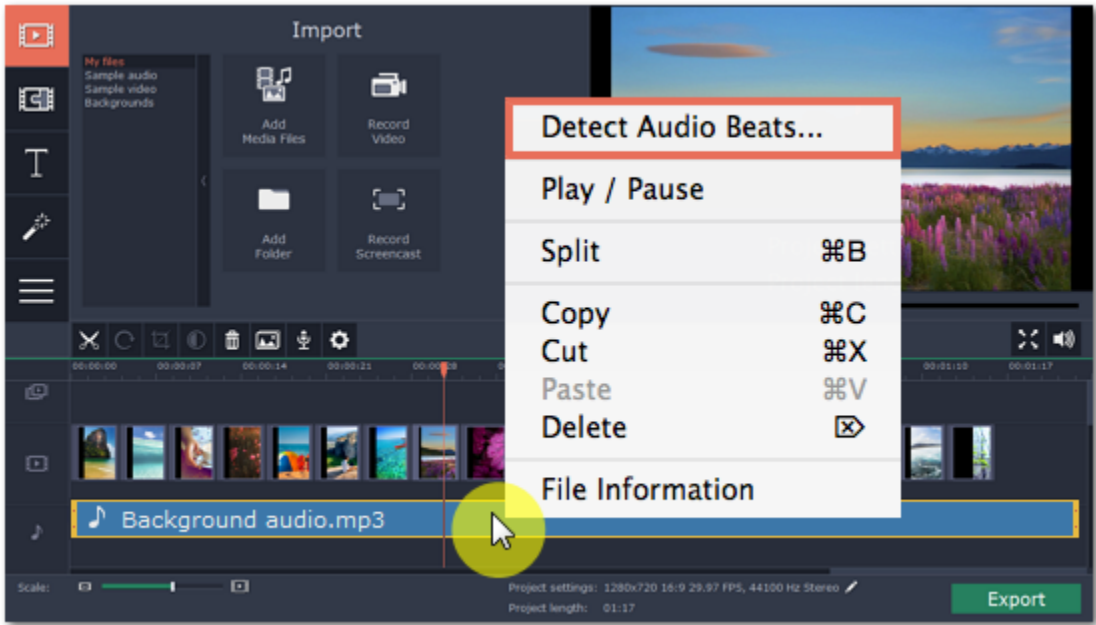 Import
My files
Sample audio
Sample video
Backgrounds
Add
Media Files
Record
Video
Add
Folder
Record
Screencast
Detect Audio Beats...
Play / Pause
Split ⌘B
Copy ⌘C
Cut ⌘X
Paste ⌘V
Delete ⌦
File Information
00:00:00 00:00:07 00:00:14 00:00:21 00:01:10 00:01:17
Background audio.mp3
Scale:
Project settings: 1280x720 16:9 29.97 FPS, 44100 Hz Stereo
Project length: 01:17
Export